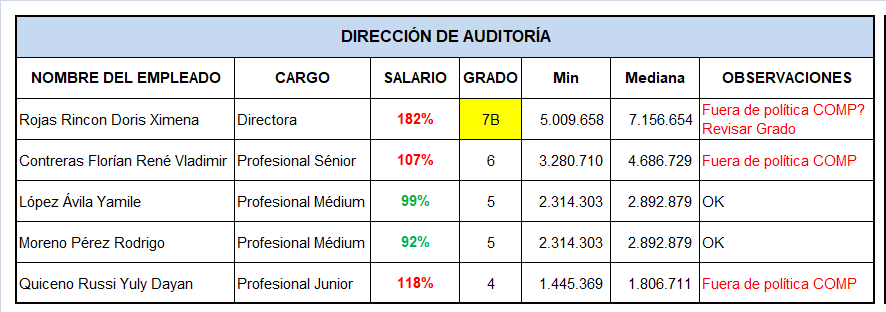 DIRECCIÓN DE AUDITORÍA
NOMBRE DEL EMPLEADO CARGO SALARIO GRADO Min Mediana OBSERVACIONES
Rojas Rincon Doris Ximena Directora 182% 7B 5.009.658 7.156.654 Fuera de política COMP?
Revisar Grado
Contreras Florían René Vladimir Profesional Sénior 107% 6 3.280.710 4.686.729 Fuera de política COMP
López Ávila Yamile Profesional Médium 99% 5 2.314.303 2.892.879 OK
Moreno Pérez Rodrigo Profesional Médium 92% 5 2.314.303 2.892.879 OK
Quiceno Russi Yuly Dayan Profesional Junior 118% 4 1.445.369 1.806.711 Fuera de política COMP